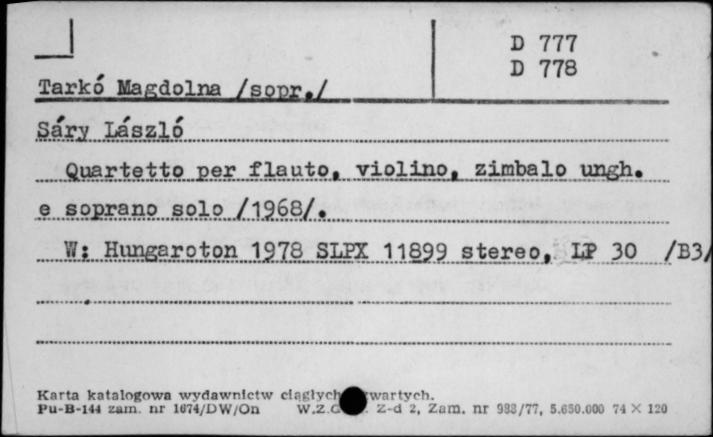 D 777
D 778
Tarkó Magdolna /sopr./
Sáry László
Quartetto per flauto, violino, zimbalo ungh.
e soprano solo /1968/.
W: Hungaroton 1978 SLPX 11899 stereo, LP 30 /B3/
Karta katalogowa wydawnictw ciągłych
Pu-B-144 zam. nr 1674/DW/On W.Z.G. Z-d 2, Zam. nr 983/77, 5.650.000 74 × 120